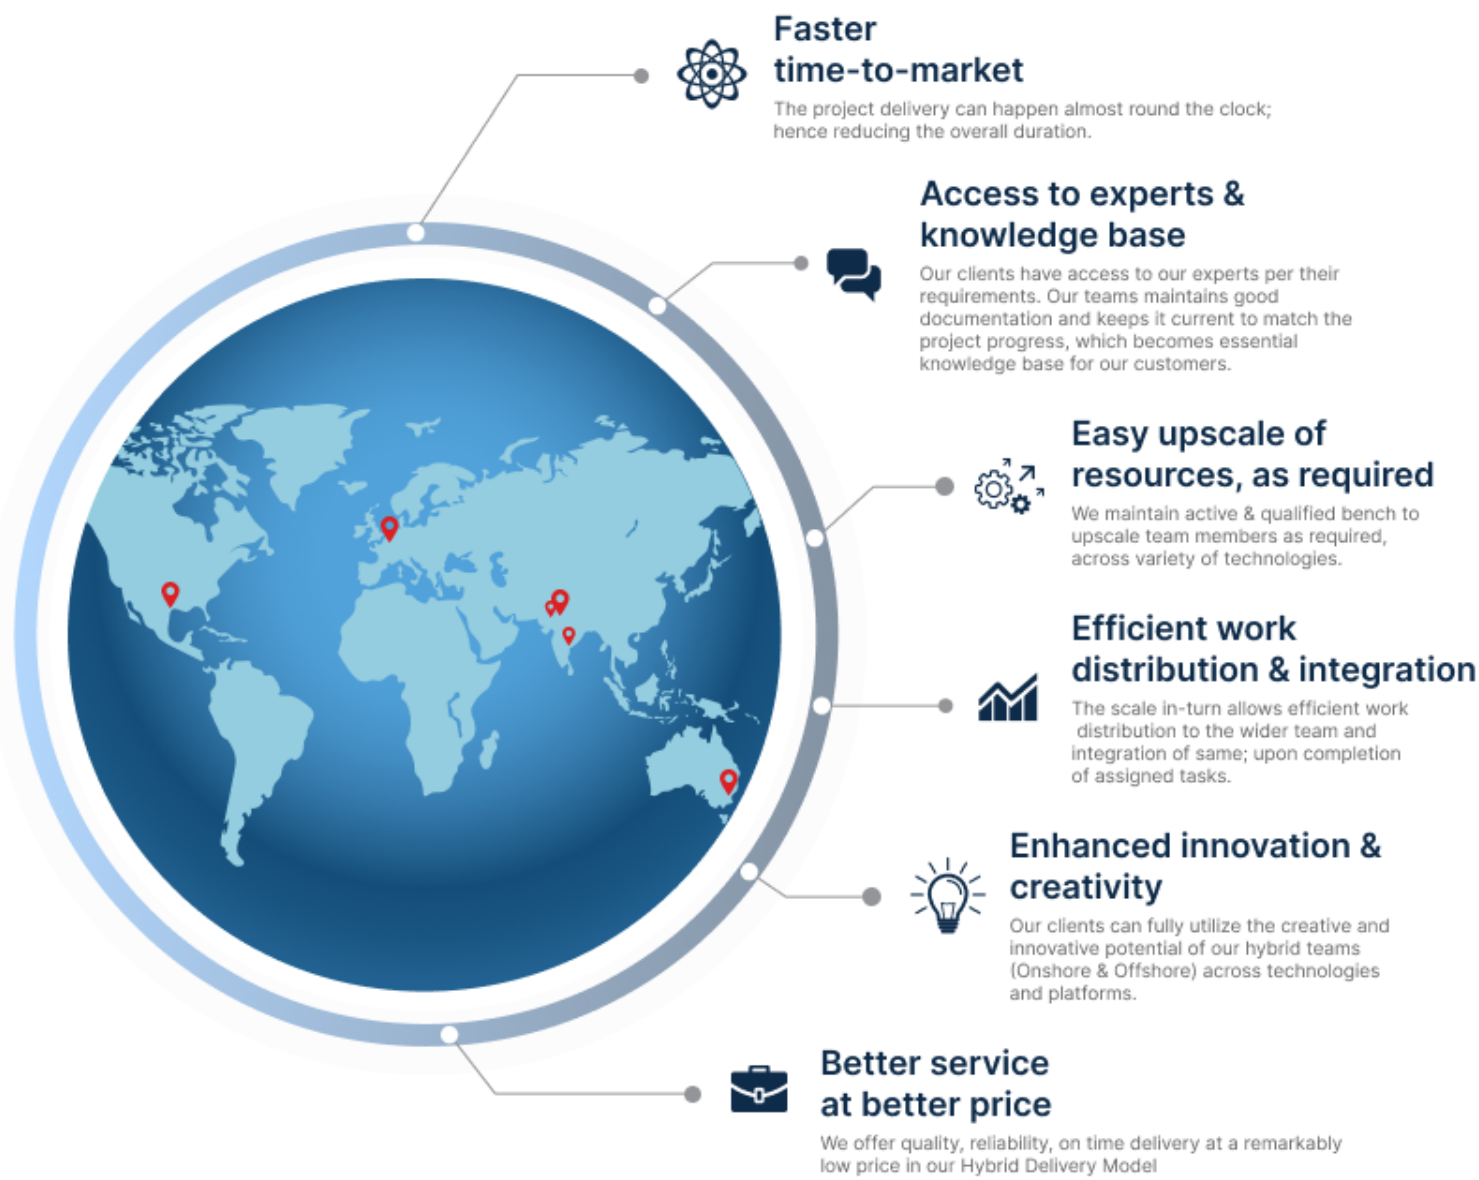 Faster
time-to-market
The project delivery can happen almost round the clock;
hence reducing the overall duration.
Access to experts &
knowledge base
Our clients have access to our experts per their
requirements. Our teams maintains good
documentation and keeps it current to match the
project progress, which becomes essential
knowledge base for our customers.
Easy upscale of
resources, as required
We maintain active & qualified bench to
upscale team members as required,
across variety of technologies.
Efficient work
distribution & integration
The scale in-turn allows efficient work
distribution to the wider team and
integration of same; upon completion
of assigned tasks.
Enhanced innovation &
creativity
Our clients can fully utilize the creative and
innovative potential of our hybrid teams
(Onshore & Offshore) across technologies
and platforms.
Better service
at better price
We offer quality, reliability, on time delivery at a remarkably
low price in our Hybrid Delivery Model